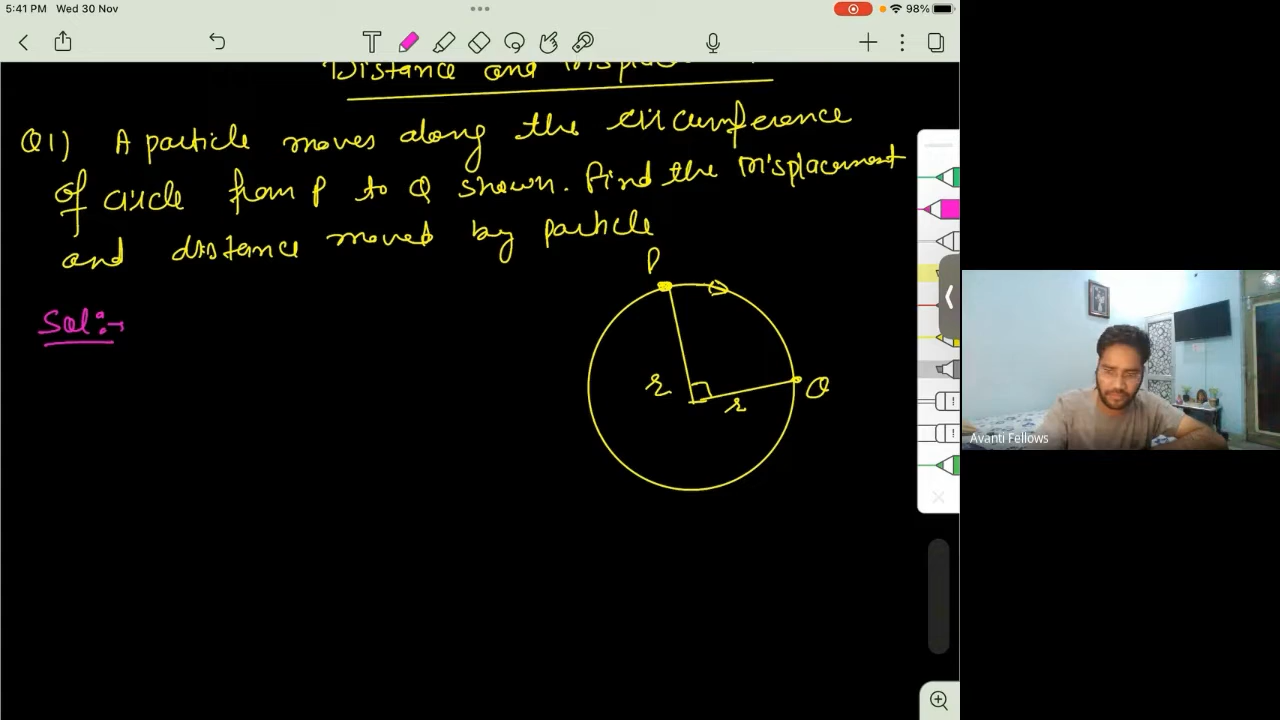 5:41 PM Wed 30 Nov
98%
Distance and Displacement
Q1) A particle moves along the circumference
of circle from P to Q shown. Find the Displacement
and distance moved by particle
P
Sol:→
r
r
Q
Avanti Fellows